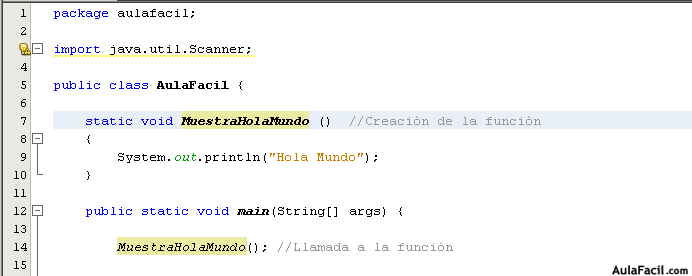 1 package aulafacil;
2
3 import java.util.Scanner;
4
5 public class AulaFacil {
6
7 static void MuestraHolaMundo () //Creación de la función
8 {
9 System.out.println("Hola Mundo");
10 }
11
12 public static void main(String[] args) {
13
14 MuestraHolaMundo(); //Llamada a la función
15
AulaFacil.com